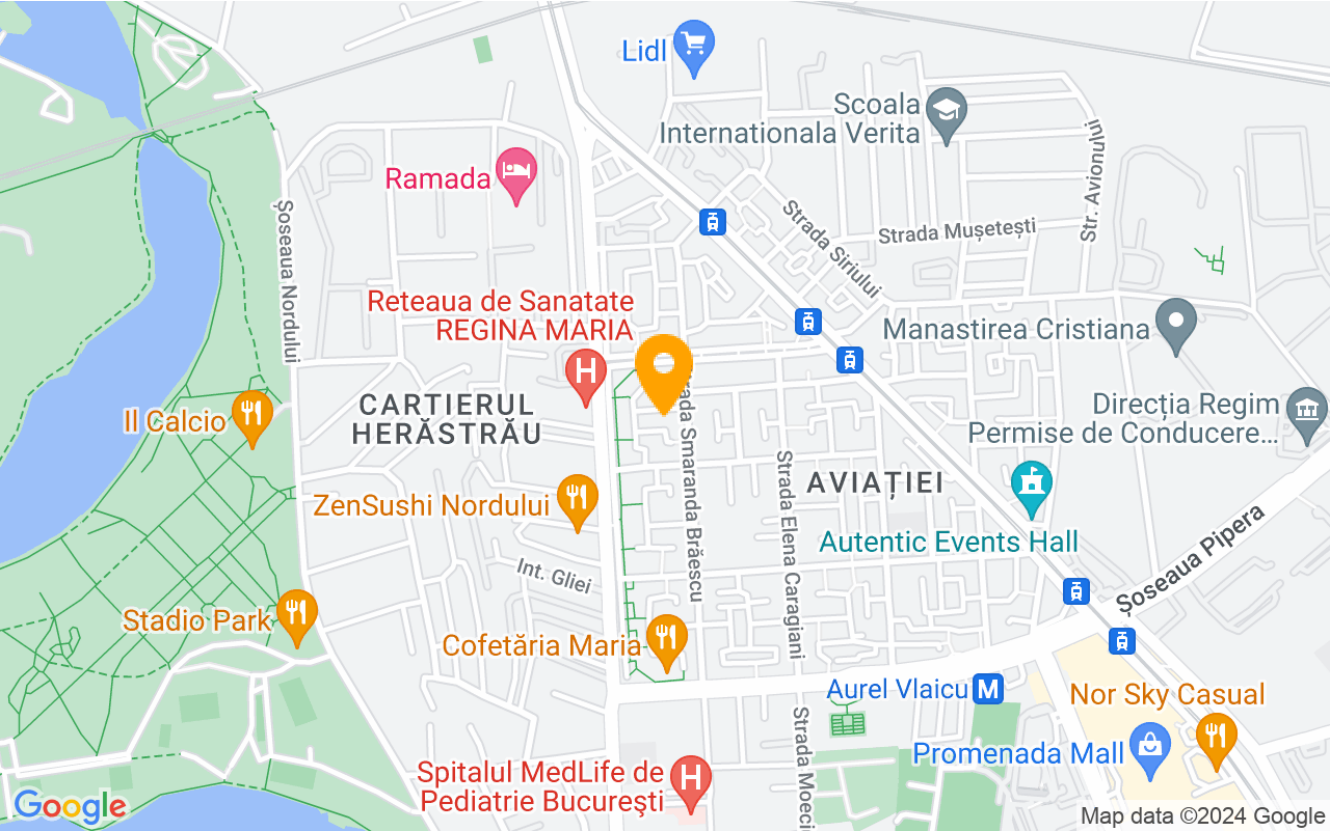 Lidl
Scoala
Internationala Verita
Ramada
Str. Avionului
Șoseaua Nordului
Strada Siriului
Strada Mușetești
Reteaua de Sanatate
REGINA MARIA
Manastirea Cristiana
CARTIERUL
HERĂSTRĂU
Il Calcio
Direcția Regim
Permise de Conducere...
rada Smaranda Brăescu
Strada Elena Caragiani
AVIAȚIEI
ZenSushi Nordului
Autentic Events Hall
Șoseaua Pipera
Int. Gliei
Stadio Park
Cofetăria Maria
Aurel Vlaicu
M
Nor Sky Casual
Strada Moeci
Promenada Mall
Spitalul MedLife de
Pediatrie Bucureşti
H
H
Google
Map data ©2024 Google